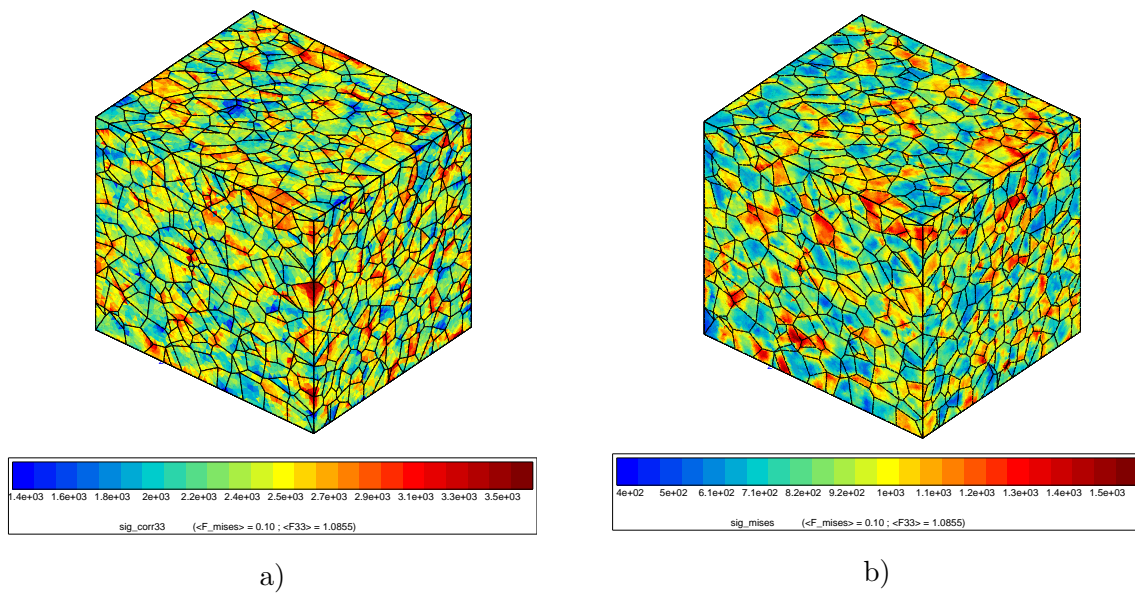 1.4e+03 1.6e+03 1.8e+03 2e+03 2.2e+03 2.4e+03 2.5e+03 2.7e+03 2.9e+03 3.1e+03 3.3e+03 3.5e+03
sig_corr33 (<F_mises> = 0.10 ; <F33> = 1.0855)
a)
4e+02 5e+02 6.1e+02 7.1e+02 8.2e+02 9.2e+02 1e+03 1.1e+03 1.2e+03 1.3e+03 1.4e+03 1.5e+03
sig_mises (<F_mises> = 0.10 ; <F33> = 1.0855)
b)